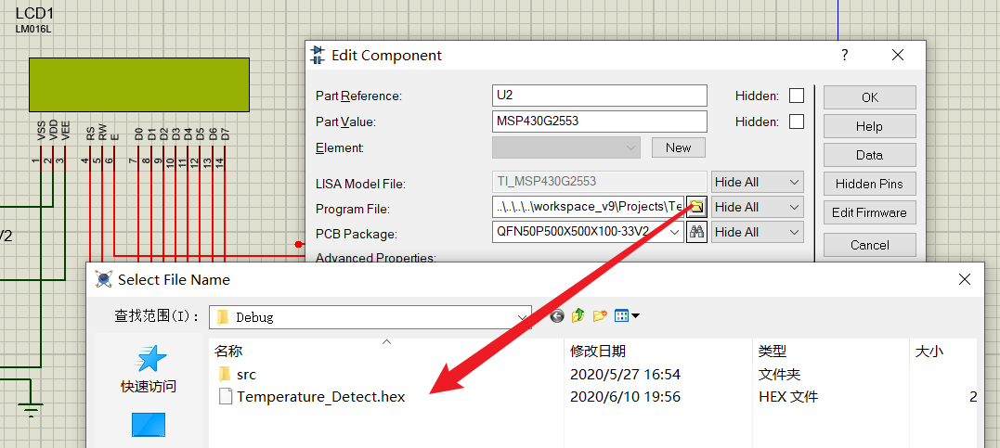 LCD1
LM016L
VSS VDD VEE RS RW E D0 D1 D2 D3 D4 D5 D6 D7
1 2 3 4 5 6 7 8 9 10 11 12 13 14
V2
Edit Component ?
Part Reference: U2 Hidden: OK
Part Value: MSP430G2553 Hidden: Help
Element: New Data
LISA Model File: TI_MSP430G2553 Hide All Hidden Pins
Program File: ..\..\..\..\workspace_v9\Projects\Te Hide All Edit Firmware
PCB Package: QFN50P500X500X100-33V2 Hide All Cancel
Advanced Properties:
Select File Name
查找范围(I): Debug
名称 修改日期 类型 大小
src 2020/5/27 16:54 文件夹
Temperature_Detect.hex 2020/6/10 19:56 HEX 文件 2
快速访问